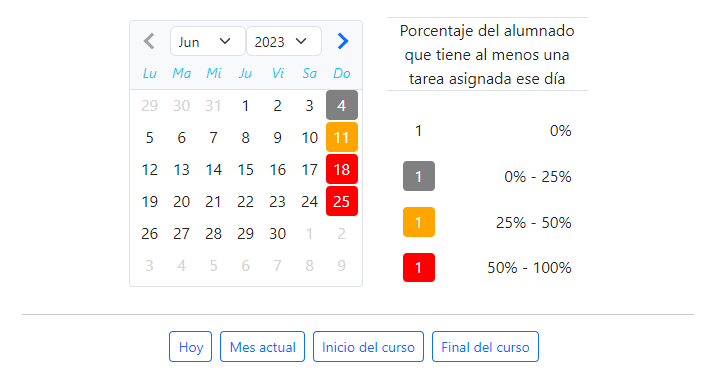 Jun 2023
Lu Ma Mi Ju Vi Sa Do
29 30 31 1 2 3 4
5 6 7 8 9 10 11
12 13 14 15 16 17 18
19 20 21 22 23 24 25
26 27 28 29 30 1 2
3 4 5 6 7 8 9
Porcentaje del alumnado
que tiene al menos una
tarea asignada ese día
1 0%
1 0% - 25%
1 25% - 50%
1 50% - 100%
Hoy Mes actual Inicio del curso Final del curso